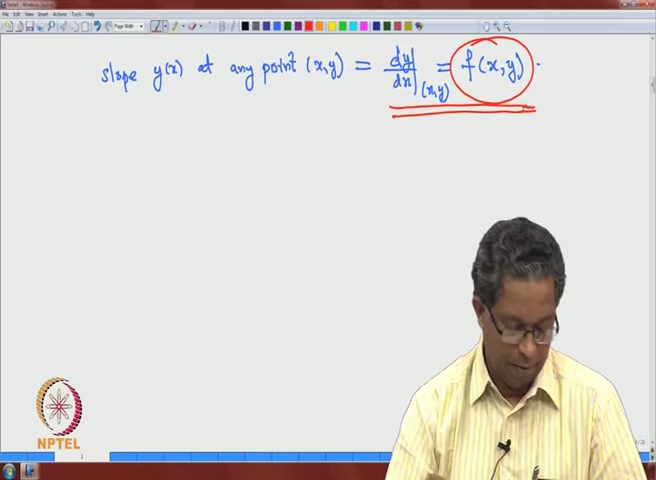 slope y(x) at any point (x,y) = dy/dx|(x,y) = f(x,y).
NPTEL